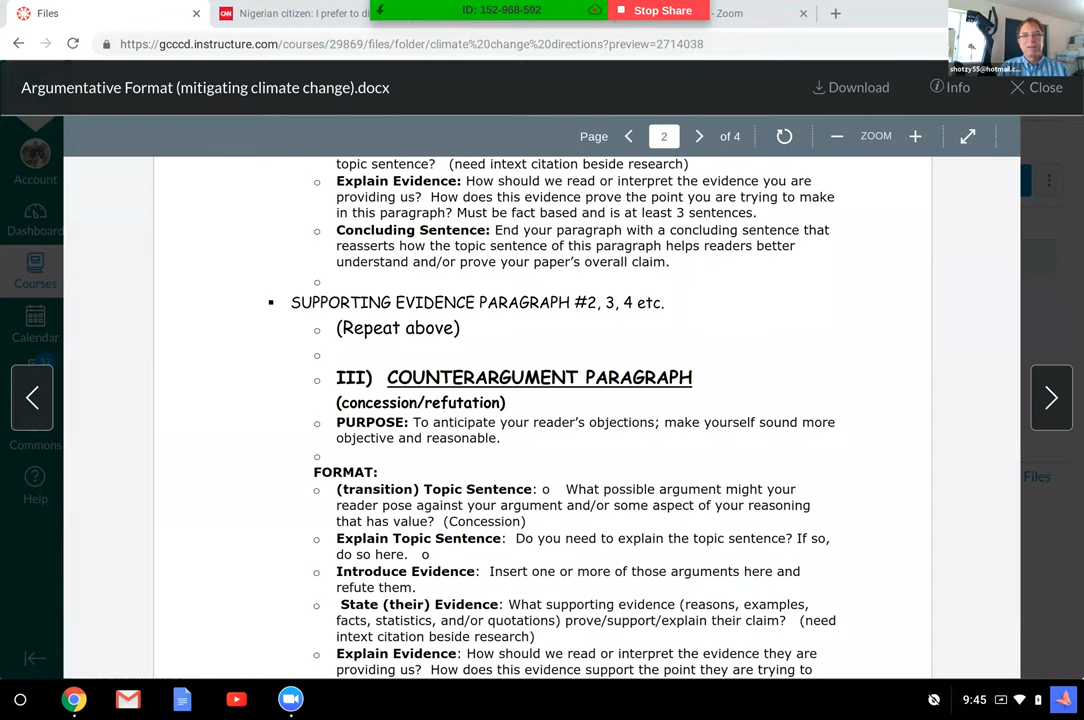 Files
Nigerian citizen: I prefer to di
ID: 152-968-592
Stop Share
- Zoom
https://gcccd.instructure.com/courses/29869/files/folder/climate%20change%20directions?preview=2714038
shotzy55@hotmail.c...
Argumentative Format (mitigating climate change).docx
Download
Info
Close
Page
2
of 4
ZOOM
Account
Dashboard
Courses
Calendar
52
Commons
Help
Files
topic sentence? (need intext citation beside research)
o Explain Evidence: How should we read or interpret the evidence you are
providing us? How does this evidence prove the point you are trying to make
in this paragraph? Must be fact based and is at least 3 sentences.
o Concluding Sentence: End your paragraph with a concluding sentence that
reasserts how the topic sentence of this paragraph helps readers better
understand and/or prove your paper's overall claim.
o
▪ SUPPORTING EVIDENCE PARAGRAPH #2, 3, 4 etc.
o (Repeat above)
o
o III) COUNTERARGUMENT PARAGRAPH
(concession/refutation)
o PURPOSE: To anticipate your reader's objections; make yourself sound more
objective and reasonable.
o
FORMAT:
o (transition) Topic Sentence: o What possible argument might your
reader pose against your argument and/or some aspect of your reasoning
that has value? (Concession)
o Explain Topic Sentence: Do you need to explain the topic sentence? If so,
do so here. o
o Introduce Evidence: Insert one or more of those arguments here and
refute them.
o State (their) Evidence: What supporting evidence (reasons, examples,
facts, statistics, and/or quotations) prove/support/explain their claim? (need
intext citation beside research)
o Explain Evidence: How should we read or interpret the evidence they are
providing us? How does this evidence support the point they are trying to
9:45